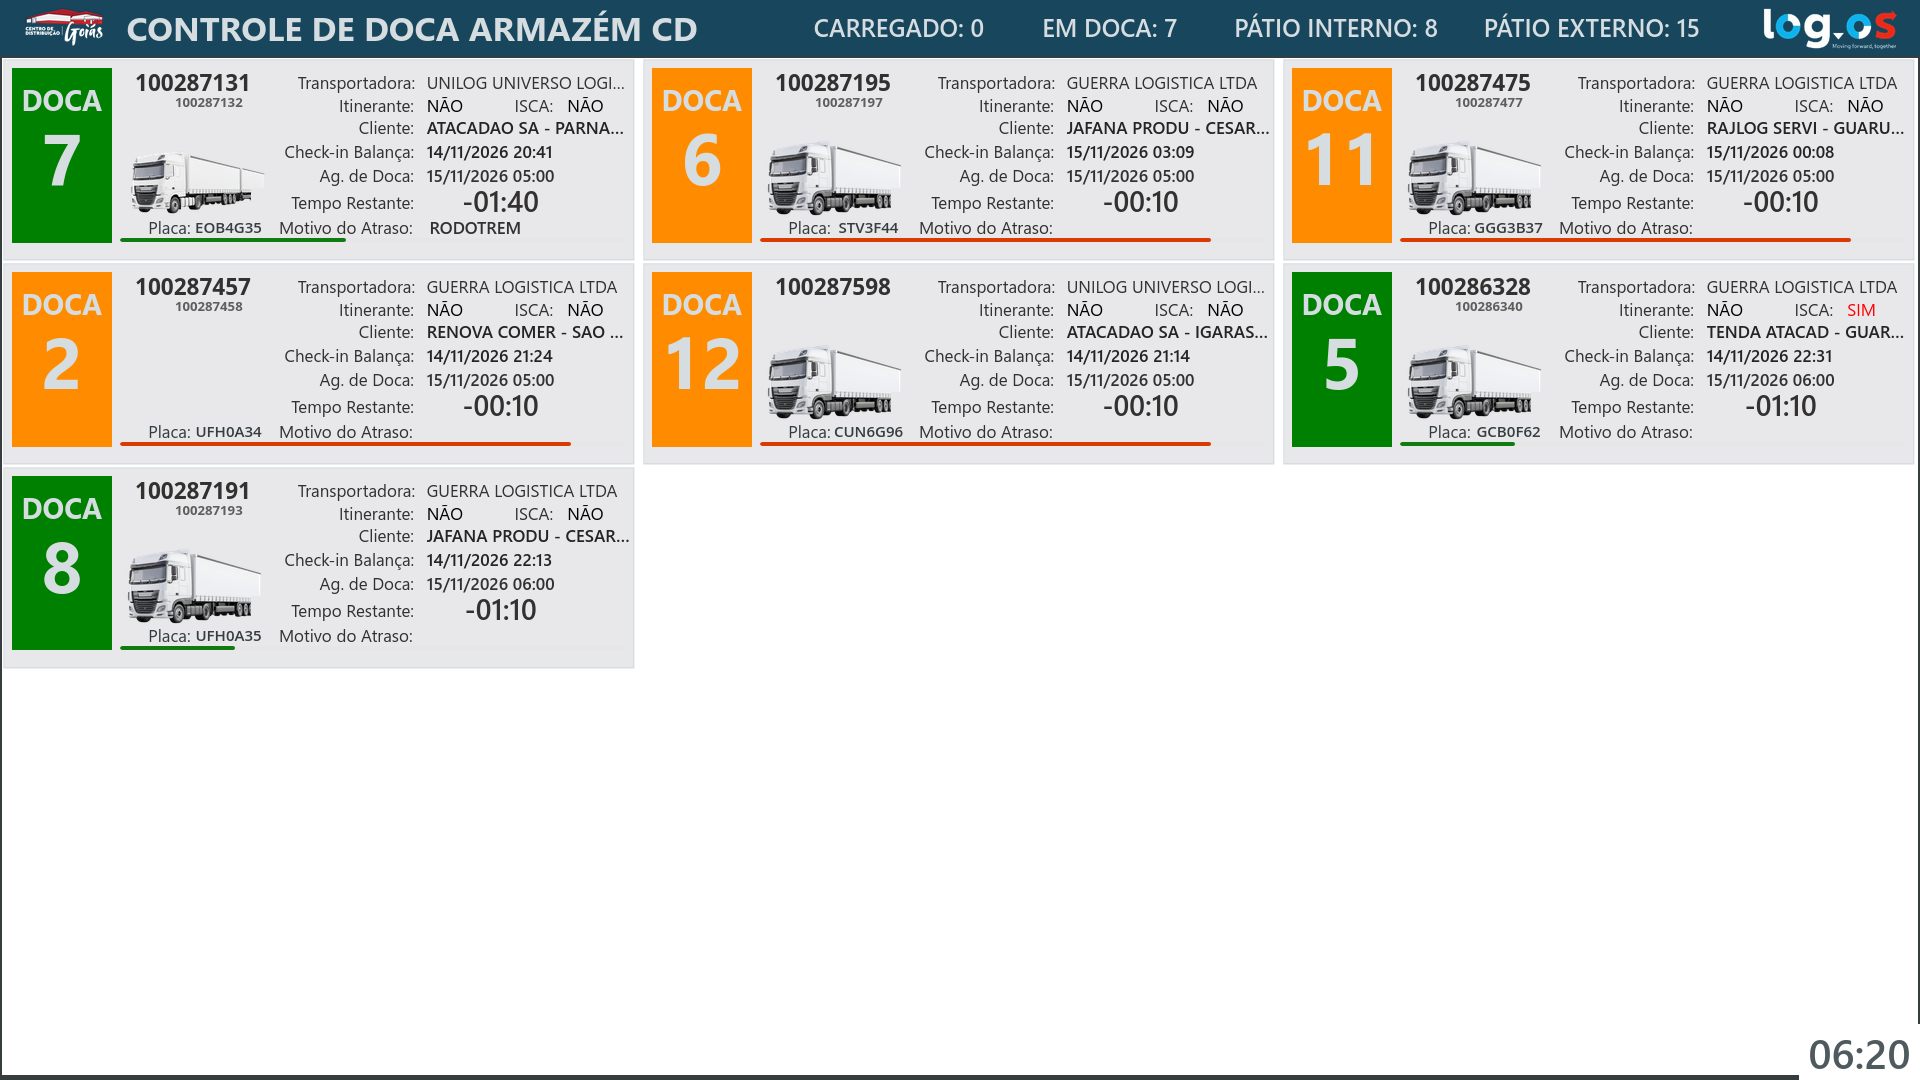 CENTRO DE DISTRIBUIÇÃO Goiás
CONTROLE DE DOCA ARMAZÉM CD
CARREGADO: 0
EM DOCA: 7
PÁTIO INTERNO: 8
PÁTIO EXTERNO: 15
log.os
Moving forward, together
DOCA
7
100287131
100287132
Placa: EOB4G35
Transportadora: UNILOG UNIVERSO LOGI...
Itinerante: NÃO ISCA: NÃO
Cliente: ATACADAO SA - PARNA...
Check-in Balança: 14/11/2026 20:41
Ag. de Doca: 15/11/2026 05:00
Tempo Restante: -01:40
Motivo do Atraso: RODOTREM
DOCA
6
100287195
100287197
Placa: STV3F44
Transportadora: GUERRA LOGISTICA LTDA
Itinerante: NÃO ISCA: NÃO
Cliente: JAFANA PRODU - CESAR...
Check-in Balança: 15/11/2026 03:09
Ag. de Doca: 15/11/2026 05:00
Tempo Restante: -00:10
Motivo do Atraso:
DOCA
11
100287475
100287477
Placa: GGG3B37
Transportadora: GUERRA LOGISTICA LTDA
Itinerante: NÃO ISCA: NÃO
Cliente: RAJLOG SERVI - GUARU...
Check-in Balança: 15/11/2026 00:08
Ag. de Doca: 15/11/2026 05:00
Tempo Restante: -00:10
Motivo do Atraso:
DOCA
2
100287457
100287458
Placa: UFH0A34
Transportadora: GUERRA LOGISTICA LTDA
Itinerante: NÃO ISCA: NÃO
Cliente: RENOVA COMER - SAO ...
Check-in Balança: 14/11/2026 21:24
Ag. de Doca: 15/11/2026 05:00
Tempo Restante: -00:10
Motivo do Atraso:
DOCA
12
100287598
Placa: CUN6G96
Transportadora: UNILOG UNIVERSO LOGI...
Itinerante: NÃO ISCA: NÃO
Cliente: ATACADAO SA - IGARAS...
Check-in Balança: 14/11/2026 21:14
Ag. de Doca: 15/11/2026 05:00
Tempo Restante: -00:10
Motivo do Atraso:
DOCA
5
100286328
100286340
Placa: GCB0F62
Transportadora: GUERRA LOGISTICA LTDA
Itinerante: NÃO ISCA: SIM
Cliente: TENDA ATACAD - GUAR...
Check-in Balança: 14/11/2026 22:31
Ag. de Doca: 15/11/2026 06:00
Tempo Restante: -01:10
Motivo do Atraso:
DOCA
8
100287191
100287193
Placa: UFH0A35
Transportadora: GUERRA LOGISTICA LTDA
Itinerante: NÃO ISCA: NÃO
Cliente: JAFANA PRODU - CESAR...
Check-in Balança: 14/11/2026 22:13
Ag. de Doca: 15/11/2026 06:00
Tempo Restante: -01:10
Motivo do Atraso:
06:20